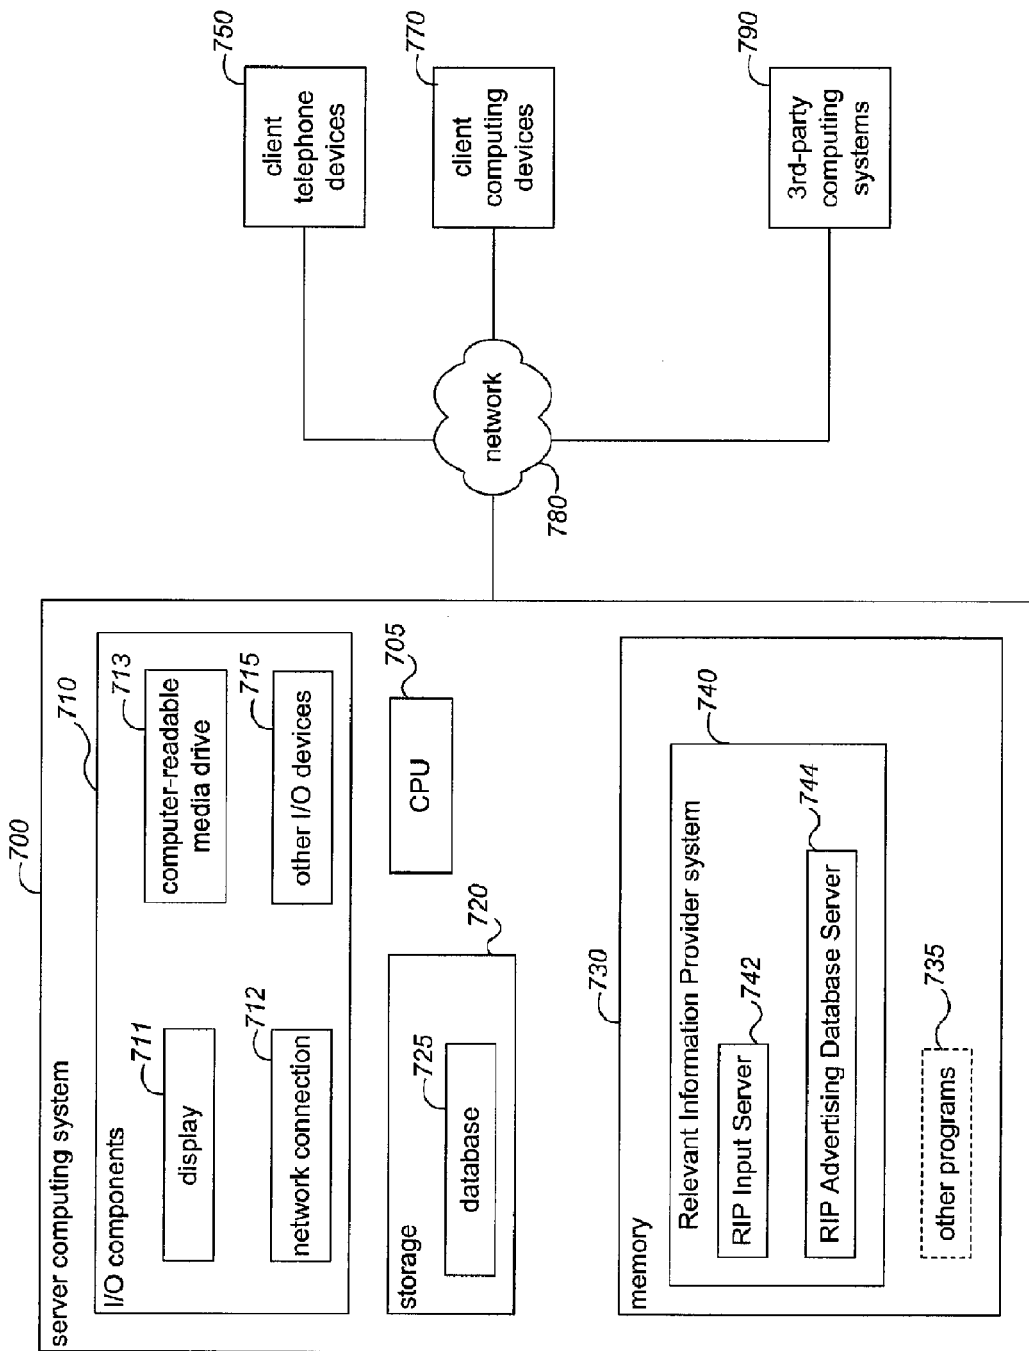 700
server computing system
710
I/O components
711
display
713
computer-readable
media drive
712
network connection
715
other I/O devices
720
storage
725
database
705
CPU
730
memory
740
Relevant Information Provider system
742
RIP Input Server
744
RIP Advertising Database Server
735
other programs
network
780
750
client
telephone
devices
770
client
computing
devices
790
3rd-party
computing
systems